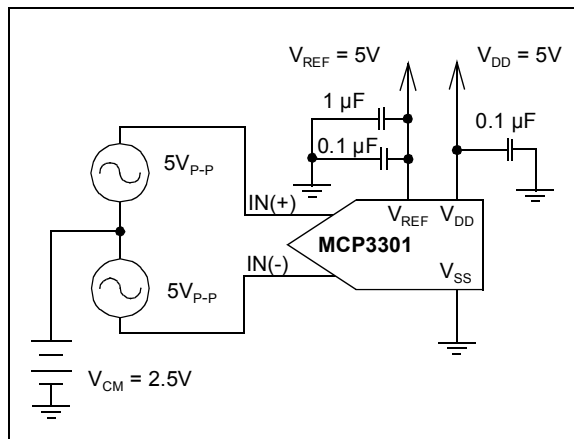 V_REF = 5V
V_DD = 5V
1 µF
0.1 µF
0.1 µF
5V_P-P
IN(+)
V_REF
V_DD
MCP3301
IN(-)
5V_P-P
V_SS
V_CM = 2.5V